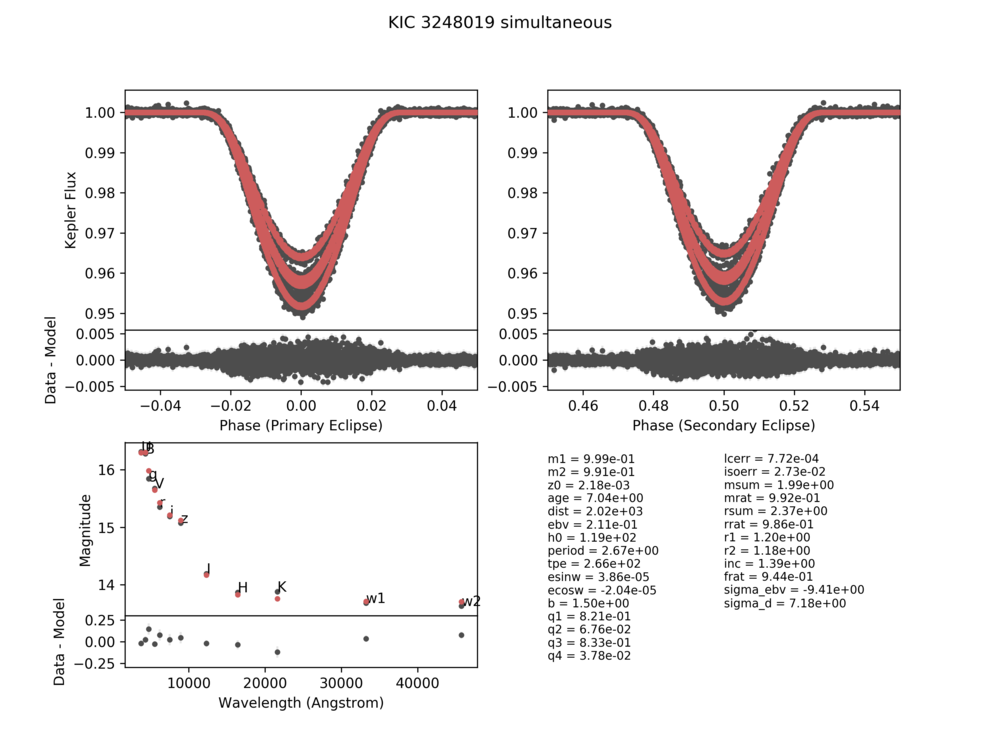 KIC 3248019 simultaneous
1.00
0.99
0.98
0.97
0.96
0.95
Kepler Flux
0.005
0.000
−0.005
Data - Model
−0.04 −0.02 0.00 0.02 0.04
Phase (Primary Eclipse)
1.00
0.99
0.98
0.97
0.96
0.95
0.005
0.000
−0.005
0.46 0.48 0.50 0.52 0.54
Phase (Secondary Eclipse)
16
15
14
Magnitude
B
g
V
r
i
z
J
H
K
w1
w2
0.25
0.00
−0.25
Data - Model
10000 20000 30000 40000
Wavelength (Angstrom)
m1 = 9.99e-01
m2 = 9.91e-01
z0 = 2.18e-03
age = 7.04e+00
dist = 2.02e+03
ebv = 2.11e-01
h0 = 1.19e+02
period = 2.67e+00
tpe = 2.66e+02
esinw = 3.86e-05
ecosw = -2.04e-05
b = 1.50e+00
q1 = 8.21e-01
q2 = 6.76e-02
q3 = 8.33e-01
q4 = 3.78e-02
lcerr = 7.72e-04
isoerr = 2.73e-02
msum = 1.99e+00
mrat = 9.92e-01
rsum = 2.37e+00
rrat = 9.86e-01
r1 = 1.20e+00
r2 = 1.18e+00
inc = 1.39e+00
frat = 9.44e-01
sigma_ebv = -9.41e+00
sigma_d = 7.18e+00